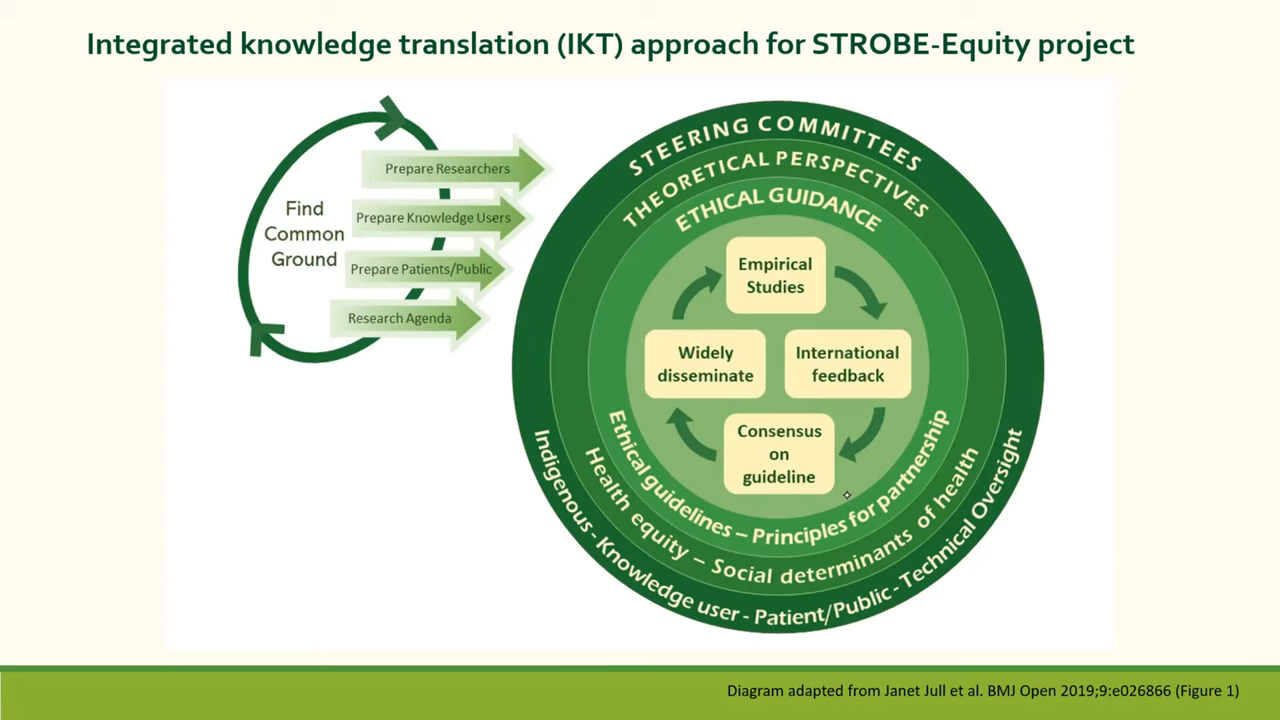 Integrated knowledge translation (IKT) approach for STROBE-Equity project
Find
Common
Ground
Prepare Researchers
Prepare Knowledge Users
Prepare Patients/Public
Research Agenda
STEERING COMMITTEES
THEORETICAL PERSPECTIVES
ETHICAL GUIDANCE
Empirical
Studies
International
feedback
Consensus
on
guideline
Widely
disseminate
Ethical guidelines – Principles for partnership
Health equity – Social determinants of health
Indigenous - Knowledge user - Patient/Public - Technical Oversight
Diagram adapted from Janet Jull et al. BMJ Open 2019;9:e026866 (Figure 1)